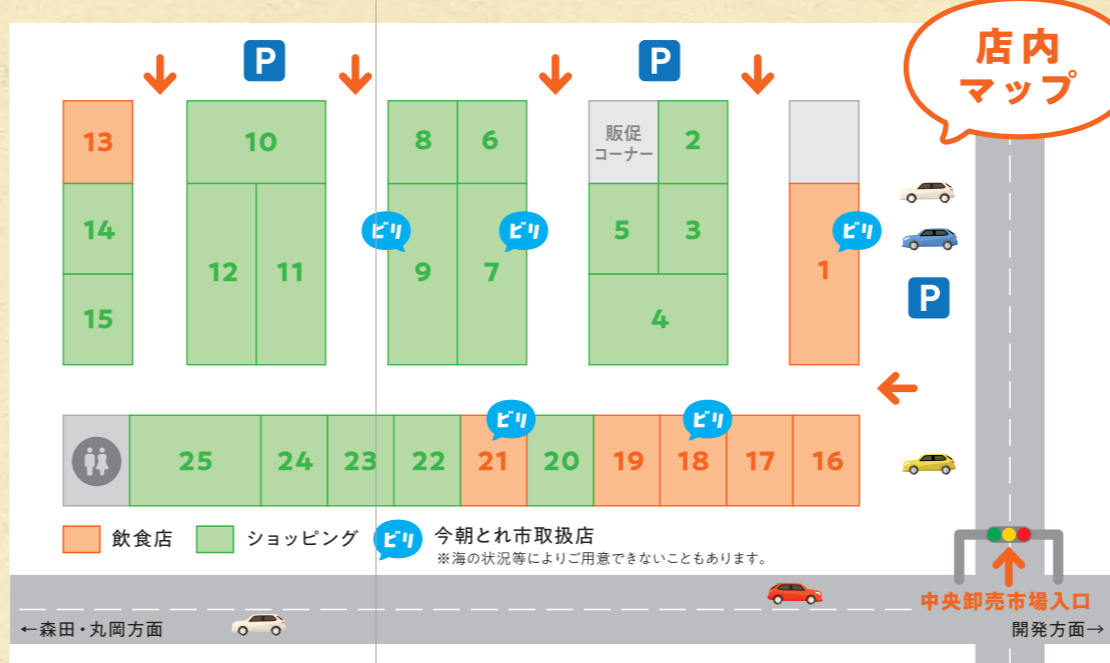 店内
マップ
P
P
13
10
8
6
販促
コーナー
2
14
12
11
ビリ
9
ビリ
7
5
3
ビリ
1
15
4
P
25
24
23
22
ビリ
21
20
19
ビリ
18
17
16
飲食店
ショッピング
ビリ
今朝とれ市取扱店
※海の状況等によりご用意できないこともあります。
中央卸売市場入口
←森田・丸岡方面
開発方面→